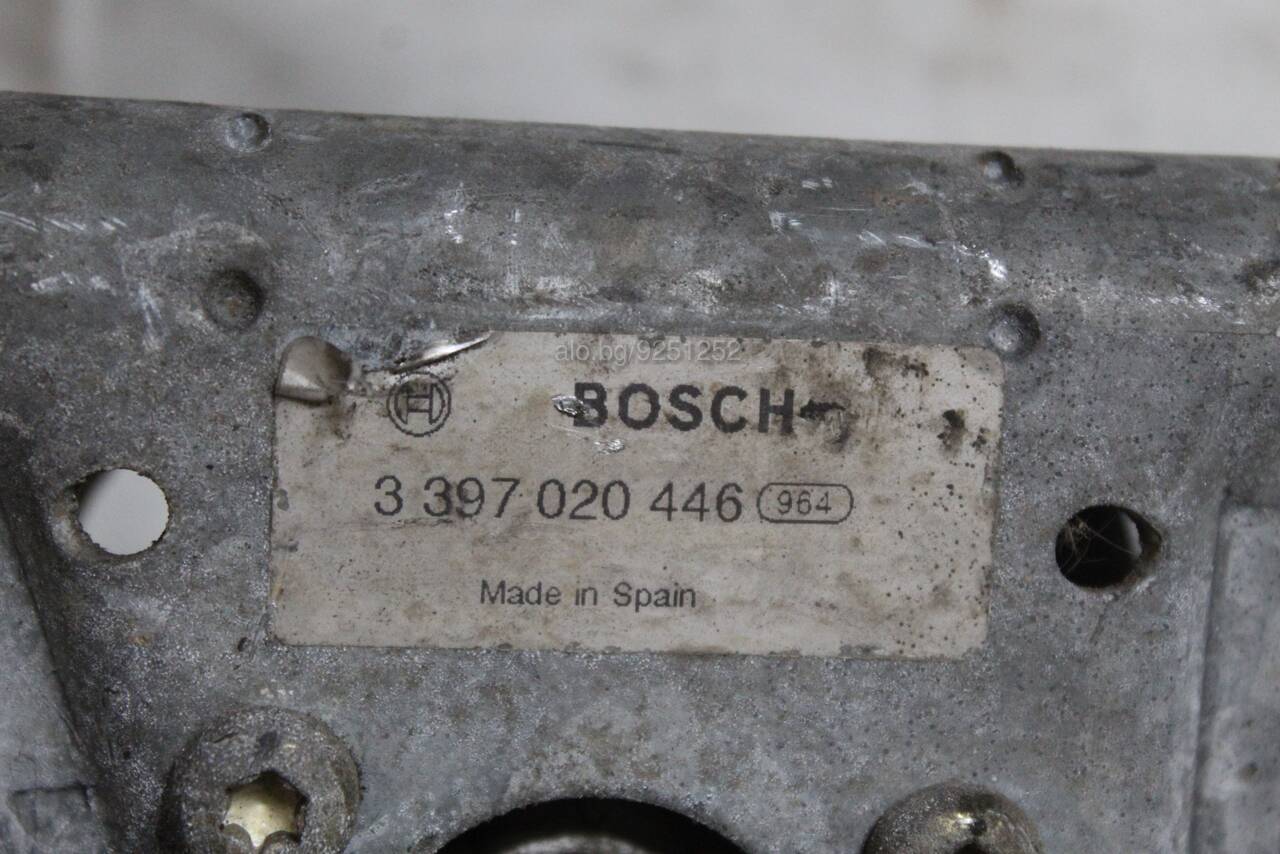 alo.bg/9251252
BOSCH
3 397 020 446 964
Made in Spain